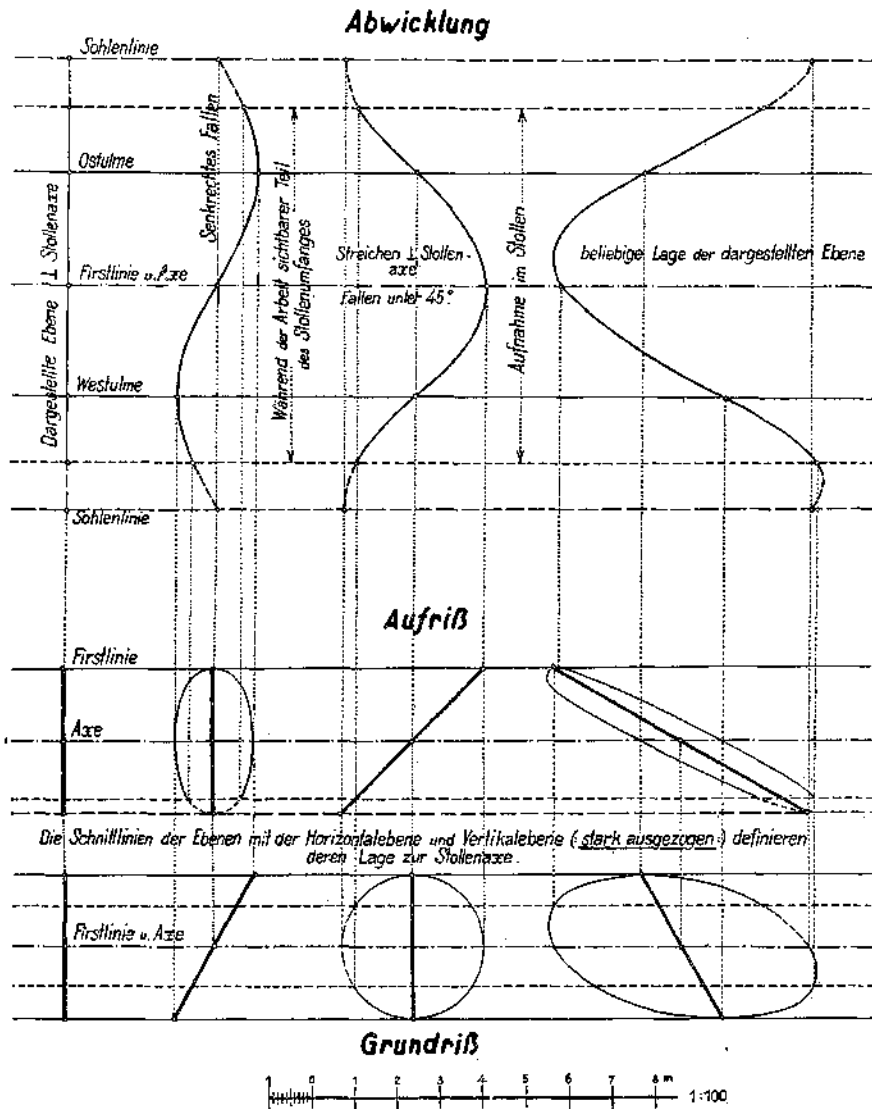 Abwicklung
Sohlenlinie
Ostulme
Firstlinie u. Axe
Westulme
Sohlenlinie
Dargestellte Ebene ⊥ Stollenaxe
Senkrechtes Fallen
Während der Arbeit sichtbarer Teil
des Stollenumfanges
Streichen ⊥ Stollen-
axe
Fallen unter 45°
Aufnahme im Stollen
beliebige Lage der dargestellten Ebene
Aufriß
Firstlinie
Axe
Die Schnittlinien der Ebenen mit der Horizontalebene und Vertikalebene (stark ausgezogen) definieren
deren Lage zur Stollenaxe.
Firstlinie u. Axe
Grundriß
1 0 1 2 3 4 5 6 7 8 m
1:100